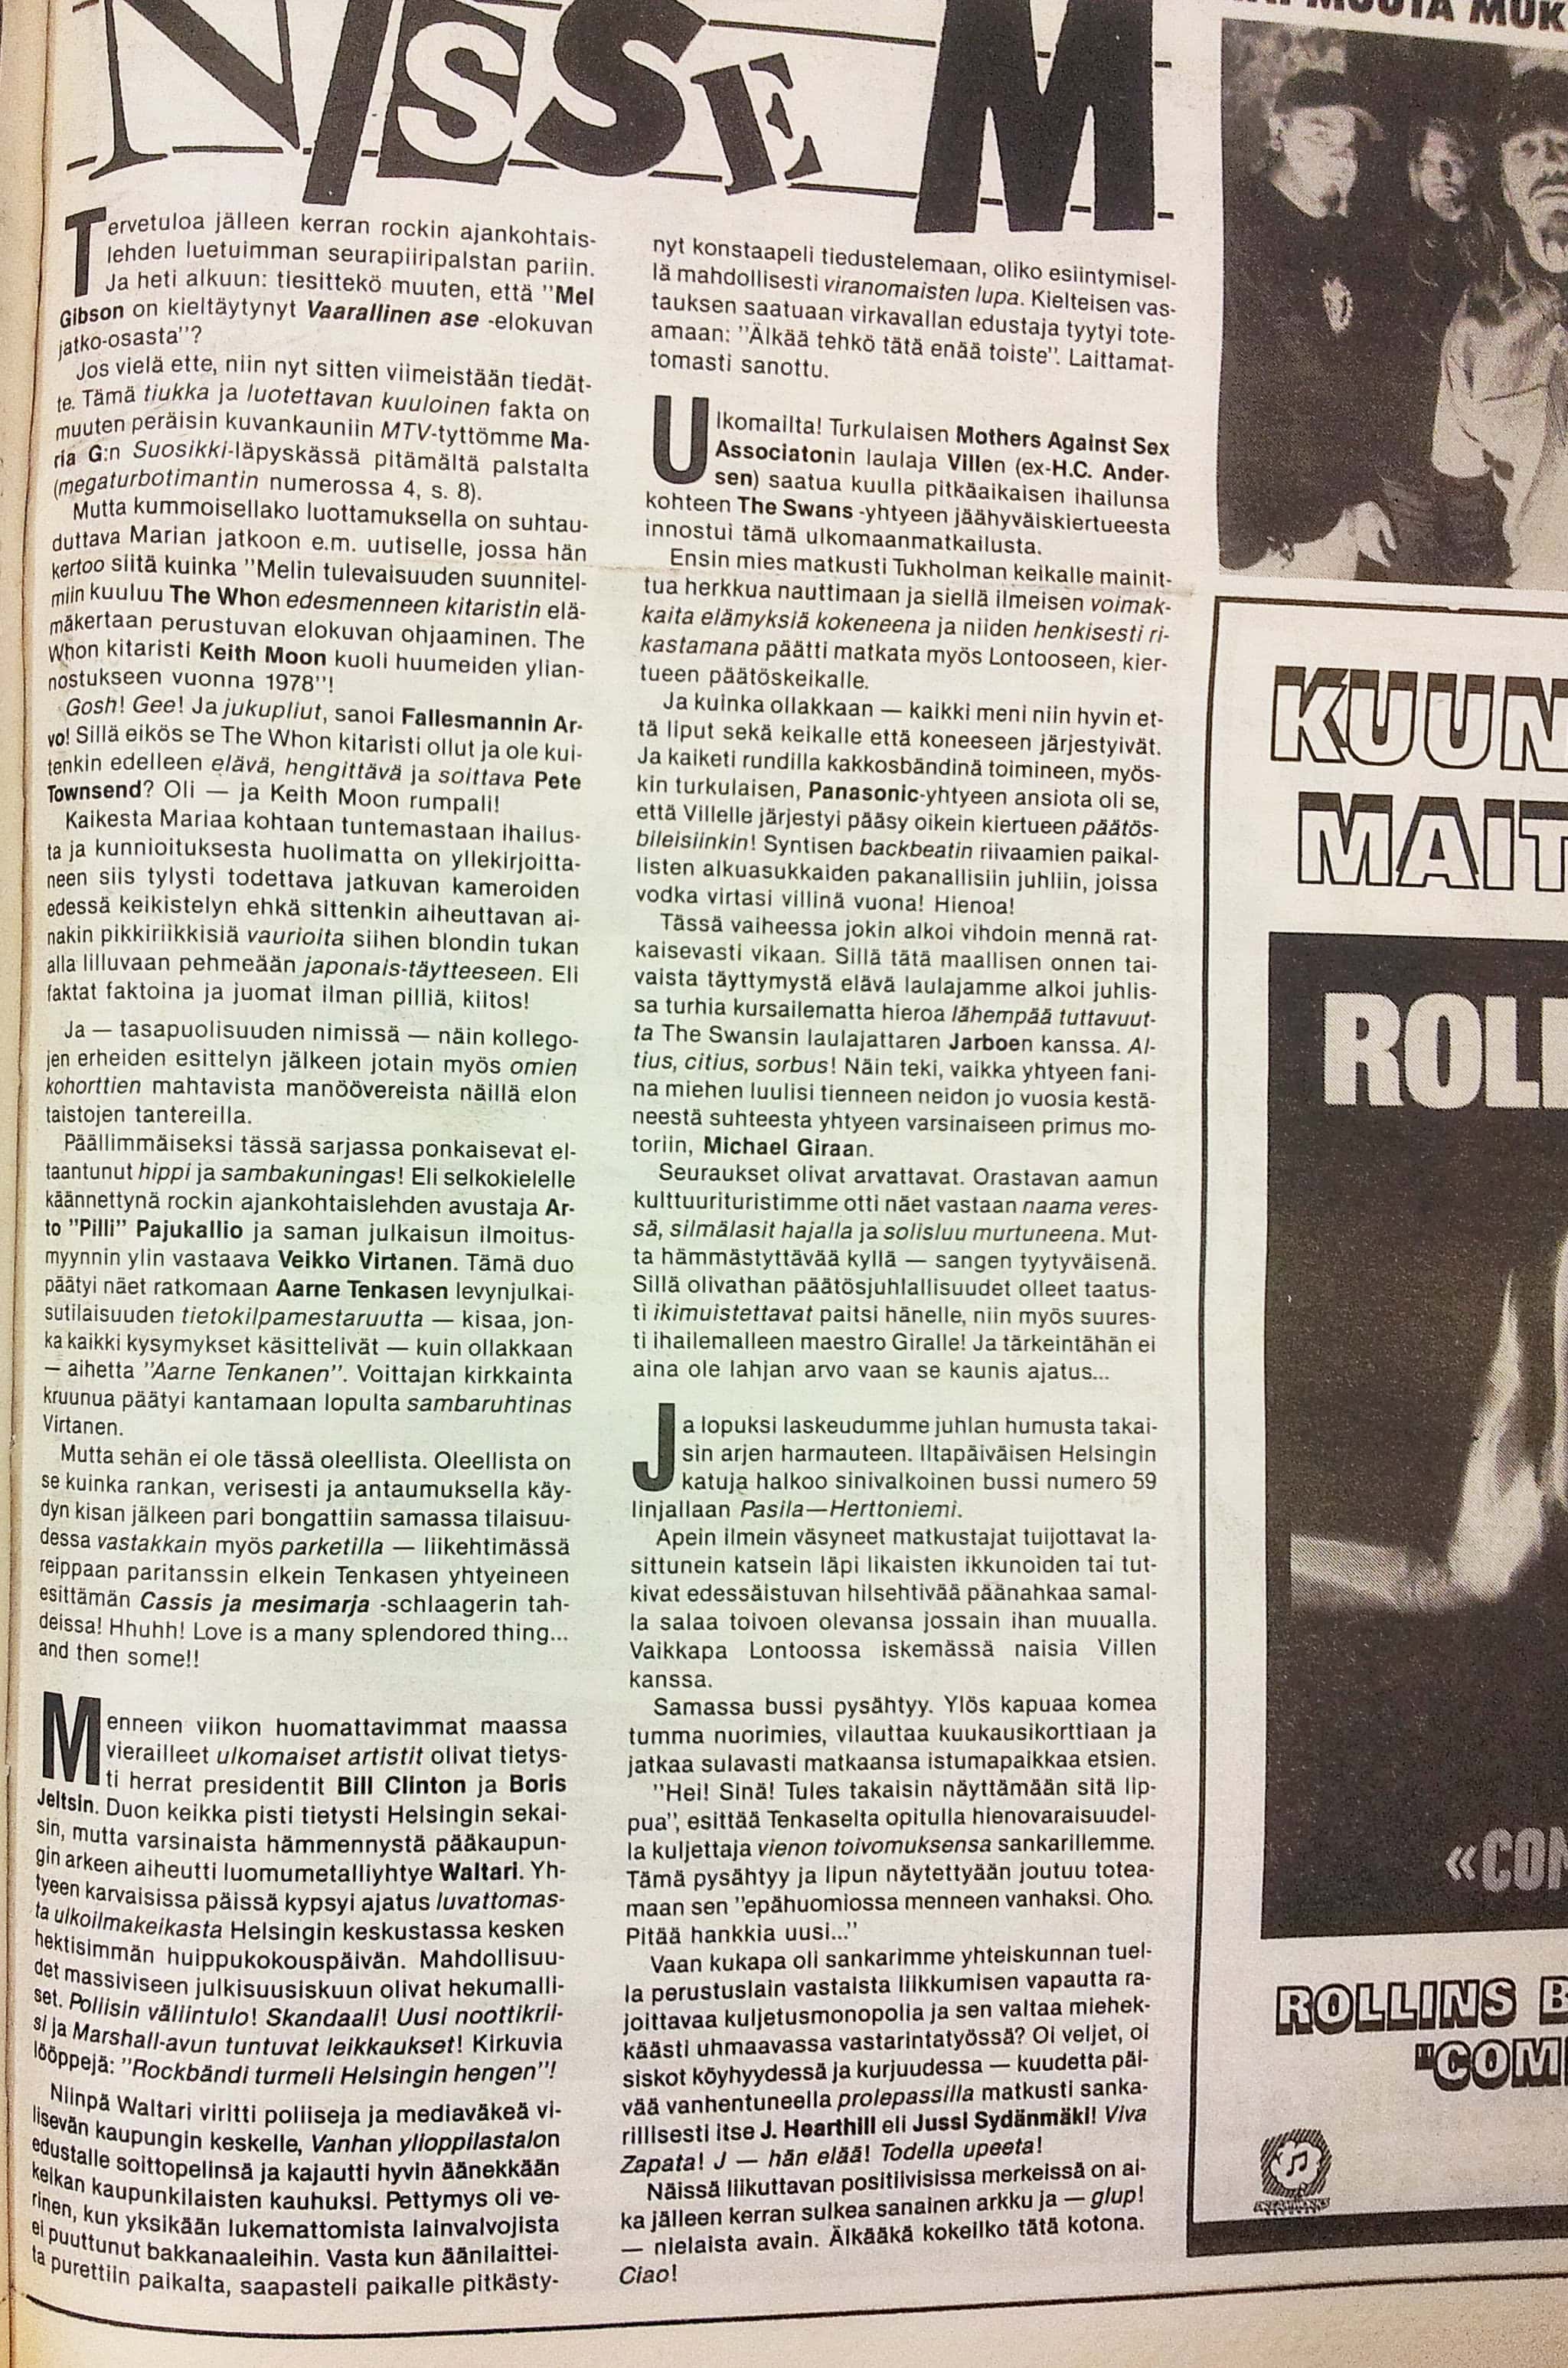 NISSE M
Tervetuloa jälleen kerran rockin ajankohtais-
lehden luetuimman seurapiiripalstan pariin.
Ja heti alkuun: tiesittekö muuten, että ''Mel
Gibson on kieltäytynyt Vaarallinen ase -elokuvan
jatko-osasta''?
Jos vielä ette, niin nyt sitten viimeistään tiedät-
te. Tämä tiukka ja luotettavan kuuloinen fakta on
muuten peräisin kuvankauniin MTV-tyttömme Ma-
ria G:n Suosikki-läpyskässä pitämältä palstalta
(megaturbotimantin numerossa 4, s. 8).
Mutta kummoisellako luottamuksella on suhtau-
duttava Marian jatkoon e.m. uutiselle, jossa hän
kertoo siitä kuinka ''Melin tulevaisuuden suunnitel-
miin kuuluu The Whon edesmenneen kitaristin elä-
mäkertaan perustuvan elokuvan ohjaaminen. The
Whon kitaristi Keith Moon kuoli huumeiden ylian-
nostukseen vuonna 1978''!
Gosh! Gee! Ja jukupliut, sanoi Fallesmannin Ar-
vo! Sillä eikös se The Whon kitaristi ollut ja ole kui-
tenkin edelleen elävä, hengittävä ja soittava Pete
Townsend? Oli — ja Keith Moon rumpali!
Kaikesta Mariaa kohtaan tuntemastaan ihailus-
ta ja kunnioituksesta huolimatta on yllekirjoitta-
neen siis tylysti todettava jatkuvan kameroiden
edessä keikistelyn ehkä sittenkin aiheuttavan ai-
nakin pikkiriikkisiä vaurioita siihen blondin tukan
alla lilluvaan pehmeään japonais-täytteeseen. Eli
faktat faktoina ja juomat ilman pilliä, kiitos!
Ja — tasapuolisuuden nimissä — näin kollego-
jen erheiden esittelyn jälkeen jotain myös omien
kohorttien mahtavista manöövereista näillä elon
taistojen tantereilla.
Päällimmäiseksi tässä sarjassa ponkaisevat el-
taantunut hippi ja sambakuningas! Eli selkokielelle
käännettynä rockin ajankohtaislehden avustaja Ar-
to ''Pilli'' Pajukallio ja saman julkaisun ilmoitus-
myynnin ylin vastaava Veikko Virtanen. Tämä duo
päätyi näet ratkomaan Aarne Tenkasen levynjulkai-
sutilaisuuden tietokilpamestaruutta — kisaa, jon-
ka kaikki kysymykset käsittelivät — kuin ollakkaan
— aihetta ''Aarne Tenkanen''. Voittajan kirkkainta
kruunua päätyi kantamaan lopulta sambaruhtinas
Virtanen.
Mutta sehän ei ole tässä oleellista. Oleellista on
se kuinka rankan, verisesti ja antaumuksella käy-
dyn kisan jälkeen pari bongattiin samassa tilaisuu-
dessa vastakkain myös parketilla — liikehtimässä
reippaan paritanssin elkein Tenkasen yhtyeineen
esittämän Cassis ja mesimarja -schlaagerin tah-
deissa! Hhuhh! Love is a many splendored thing...
and then some!!
Menneen viikon huomattavimmat maassa
vierailleet ulkomaiset artistit olivat tietys-
ti herrat presidentit Bill Clinton ja Boris
Jeltsin. Duon keikka pisti tietysti Helsingin sekai-
sin, mutta varsinaista hämmennystä pääkaupun-
gin arkeen aiheutti luomumetalliyhtye Waltari. Yh-
tyeen karvaisissa päissä kypsyi ajatus luvattomas-
ta ulkoilmakeikasta Helsingin keskustassa kesken
hektisimmän huippukokouspäivän. Mahdollisuu-
det massiviseen julkisuusiskuun olivat hekumalli-
set. Pollisin väliintulo! Skandaali! Uusi noottikrii-
si ja Marshall-avun tuntuvat leikkaukset! Kirkuvia
lööppejä: ''Rockbändi turmeli Helsingin hengen''!
Niinpä Waltari viritti poliiseja ja mediaväkeä vi-
lisevän kaupungin keskelle, Vanhan ylioppilastalon
edustalle soittopelinsä ja kajautti hyvin äänekkään
keikan kaupunkilaisten kauhuksi. Pettymys oli ve-
rinen, kun yksikään lukemattomista lainvalvojista
ei puuttunut bakkanaaleihin. Vasta kun äänilaittei-
ta purettiin paikalta, saapasteli paikalle pitkästy-
nyt konstaapeli tiedustelemaan, oliko esiintymisel-
lä mahdollisesti viranomaisten lupa. Kielteisen vas-
tauksen saatuaan virkavallan edustaja tyytyi tote-
amaan: ''Älkää tehkö tätä enää toiste''. Laittamat-
tomasti sanottu.
Ulkomailta! Turkulaisen Mothers Against Sex
Associatonin laulaja Villen (ex-H.C. Ander-
sen) saatua kuulla pitkäaikaisen ihailunsa
kohteen The Swans -yhtyeen jäähyväiskiertueesta
innostui tämä ulkomaanmatkailusta.
Ensin mies matkusti Tukholman keikalle mainit-
tua herkkua nauttimaan ja siellä ilmeisen voimak-
kaita elämyksiä kokeneena ja niiden henkisesti ri-
kastamana päätti matkata myös Lontooseen, kier-
tueen päätöskeikalle.
Ja kuinka ollakkaan — kaikki meni niin hyvin et-
tä liput sekä keikalle että koneeseen järjestyivät.
Ja kaiketi rundilla kakkosbändinä toimineen, myös-
kin turkulaisen, Panasonic-yhtyeen ansiota oli se,
että Villelle järjestyi pääsy oikein kiertueen päätös-
bileisiinkin! Syntisen backbeatin riivaamien paikal-
listen alkuasukkaiden pakanallisiin juhliin, joissa
vodka virtasi villinä vuona! Hienoa!
Tässä vaiheessa jokin alkoi vihdoin mennä rat-
kaisevasti vikaan. Sillä tätä maallisen onnen tai-
vaista täyttymystä elävä laulajamme alkoi juhlis-
sa turhia kursailematta hieroa lähempää tuttavuut-
ta The Swansin laulajattaren Jarboen kanssa. Al-
tius, citius, sorbus! Näin teki, vaikka yhtyeen fani-
na miehen luulisi tienneen neidon jo vuosia kestä-
neestä suhteesta yhtyeen varsinaiseen primus mo-
toriin, Michael Giraan.
Seuraukset olivat arvattavat. Orastavan aamun
kulttuurituristimme otti näet vastaan naama veres-
sä, silmälasit hajalla ja solisluu murtuneena. Mut-
ta hämmästyttävää kyllä — sangen tyytyväisenä.
Sillä olivathan päätösjuhlallisuudet olleet taatus-
ti ikimuistettavat paitsi hänelle, niin myös suures-
ti ihailemalleen maestro Giralle! Ja tärkeintähän ei
aina ole lahjan arvo vaan se kaunis ajatus...
Ja lopuksi laskeudumme juhlan humusta takai-
sin arjen harmauteen. Iltapäiväisen Helsingin
katuja halkoo sinivalkoinen bussi numero 59
linjallaan Pasila—Herttoniemi.
Apein ilmein väsyneet matkustajat tuijottavat la-
sittunein katsein läpi likaisten ikkunoiden tai tut-
kivat edessäistuvan hilsehtivää päänahkaa samal-
la salaa toivoen olevansa jossain ihan muualla.
Vaikkapa Lontoossa iskemässä naisia Villen
kanssa.
Samassa bussi pysähtyy. Ylös kapuaa komea
tumma nuorimies, vilauttaa kuukausikorttiaan ja
jatkaa sulavasti matkaansa istumapaikkaa etsien.
''Hei! Sinä! Tules takaisin näyttämään sitä lip-
pua'', esittää Tenkaselta opitulla hienovaraisuudel-
la kuljettaja vienon toivomuksensa sankarillemme.
Tämä pysähtyy ja lipun näytettyään joutuu totea-
maan sen ''epähuomiossa menneen vanhaksi. Oho.
Pitää hankkia uusi...''
Vaan kukapa oli sankarimme yhteiskunnan tuel-
la perustuslain vastaista liikkumisen vapautta ra-
joittavaa kuljetusmonopolia ja sen valtaa miehek-
käästi uhmaavassa vastarintatyössä? Oi veljet, oi
siskot köyhyydessä ja kurjuudessa — kuudetta päi-
vää vanhentuneella prolepassilla matkusti sanka-
rillisesti itse J. Hearthill eli Jussi Sydänmäki! Viva
Zapata! J — hän elää! Todella upeeta!
Näissä liikuttavan positiivisissa merkeissä on ai-
ka jälleen kerran sulkea sanainen arkku ja — glup!
— nielaista avain. Älkääkä kokeilko tätä kotona.
Ciao!
MUUTA MUK
KUUN
MAIT
ROLL
«CON
ROLLINS B
"COM